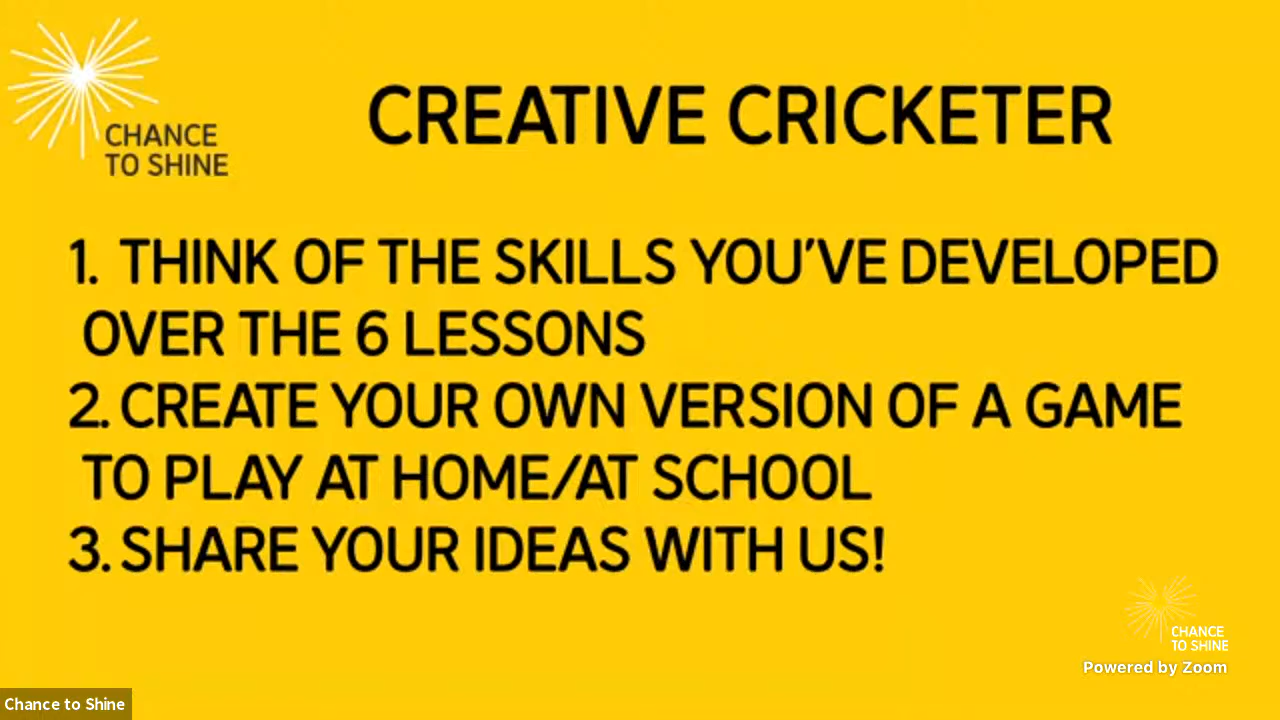 CHANCE
TO SHINE
CREATIVE CRICKETER
1. THINK OF THE SKILLS YOU'VE DEVELOPED
OVER THE 6 LESSONS
2. CREATE YOUR OWN VERSION OF A GAME
TO PLAY AT HOME/AT SCHOOL
3. SHARE YOUR IDEAS WITH US!
CHANCE
TO SHINE
Powered by Zoom
Chance to Shine